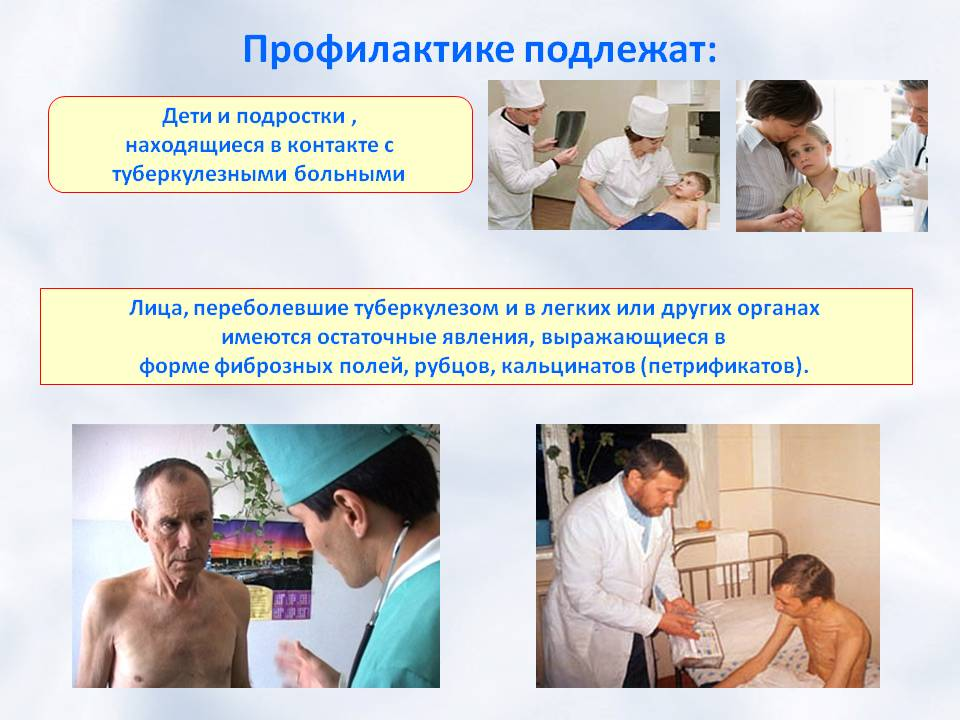 Профилактике подлежат:
Дети и подростки ,
находящиеся в контакте с
туберкулезными больными
Лица, переболевшие туберкулезом и в легких или других органах
имеются остаточные явления, выражающиеся в
форме фиброзных полей, рубцов, кальцинатов (петрификатов).